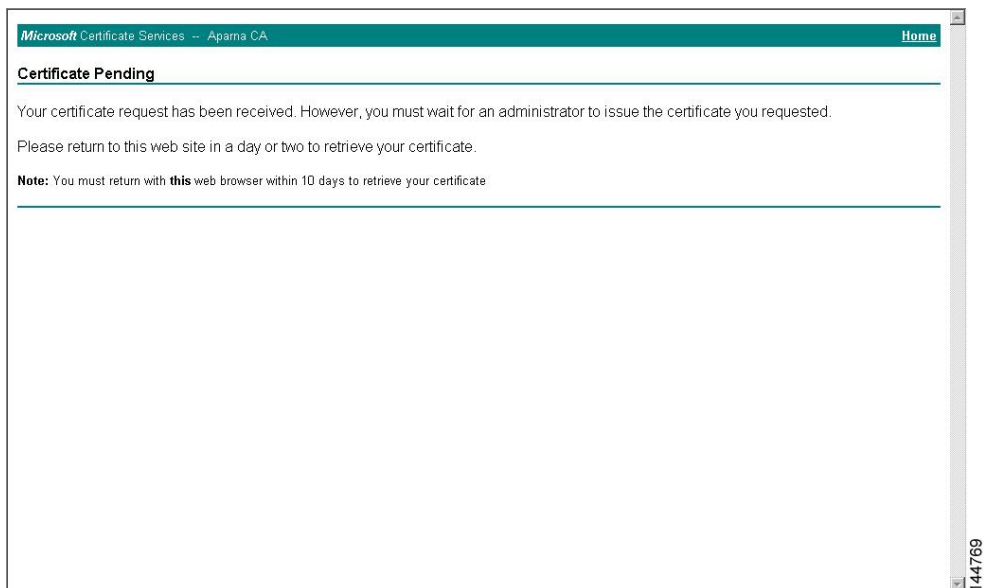 Microsoft Certificate Services -- Aparna CA Home
Certificate Pending
Your certificate request has been received. However, you must wait for an administrator to issue the certificate you requested.
Please return to this web site in a day or two to retrieve your certificate.
Note: You must return with this web browser within 10 days to retrieve your certificate
144769